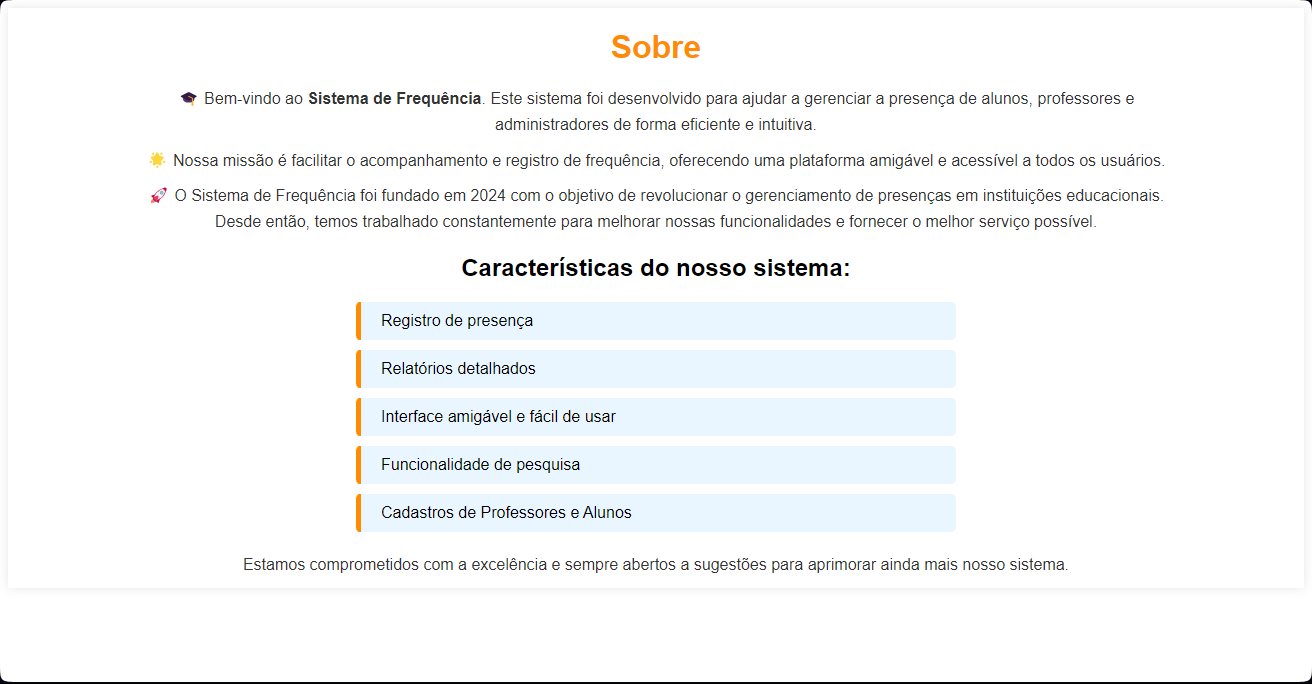 Sobre
🎓 Bem-vindo ao Sistema de Frequência. Este sistema foi desenvolvido para ajudar a gerenciar a presença de alunos, professores e
administradores de forma eficiente e intuitiva.
🌟 Nossa missão é facilitar o acompanhamento e registro de frequência, oferecendo uma plataforma amigável e acessível a todos os usuários.
🚀 O Sistema de Frequência foi fundado em 2024 com o objetivo de revolucionar o gerenciamento de presenças em instituições educacionais.
Desde então, temos trabalhado constantemente para melhorar nossas funcionalidades e fornecer o melhor serviço possível.
Características do nosso sistema:
Registro de presença
Relatórios detalhados
Interface amigável e fácil de usar
Funcionalidade de pesquisa
Cadastros de Professores e Alunos
Estamos comprometidos com a excelência e sempre abertos a sugestões para aprimorar ainda mais nosso sistema.